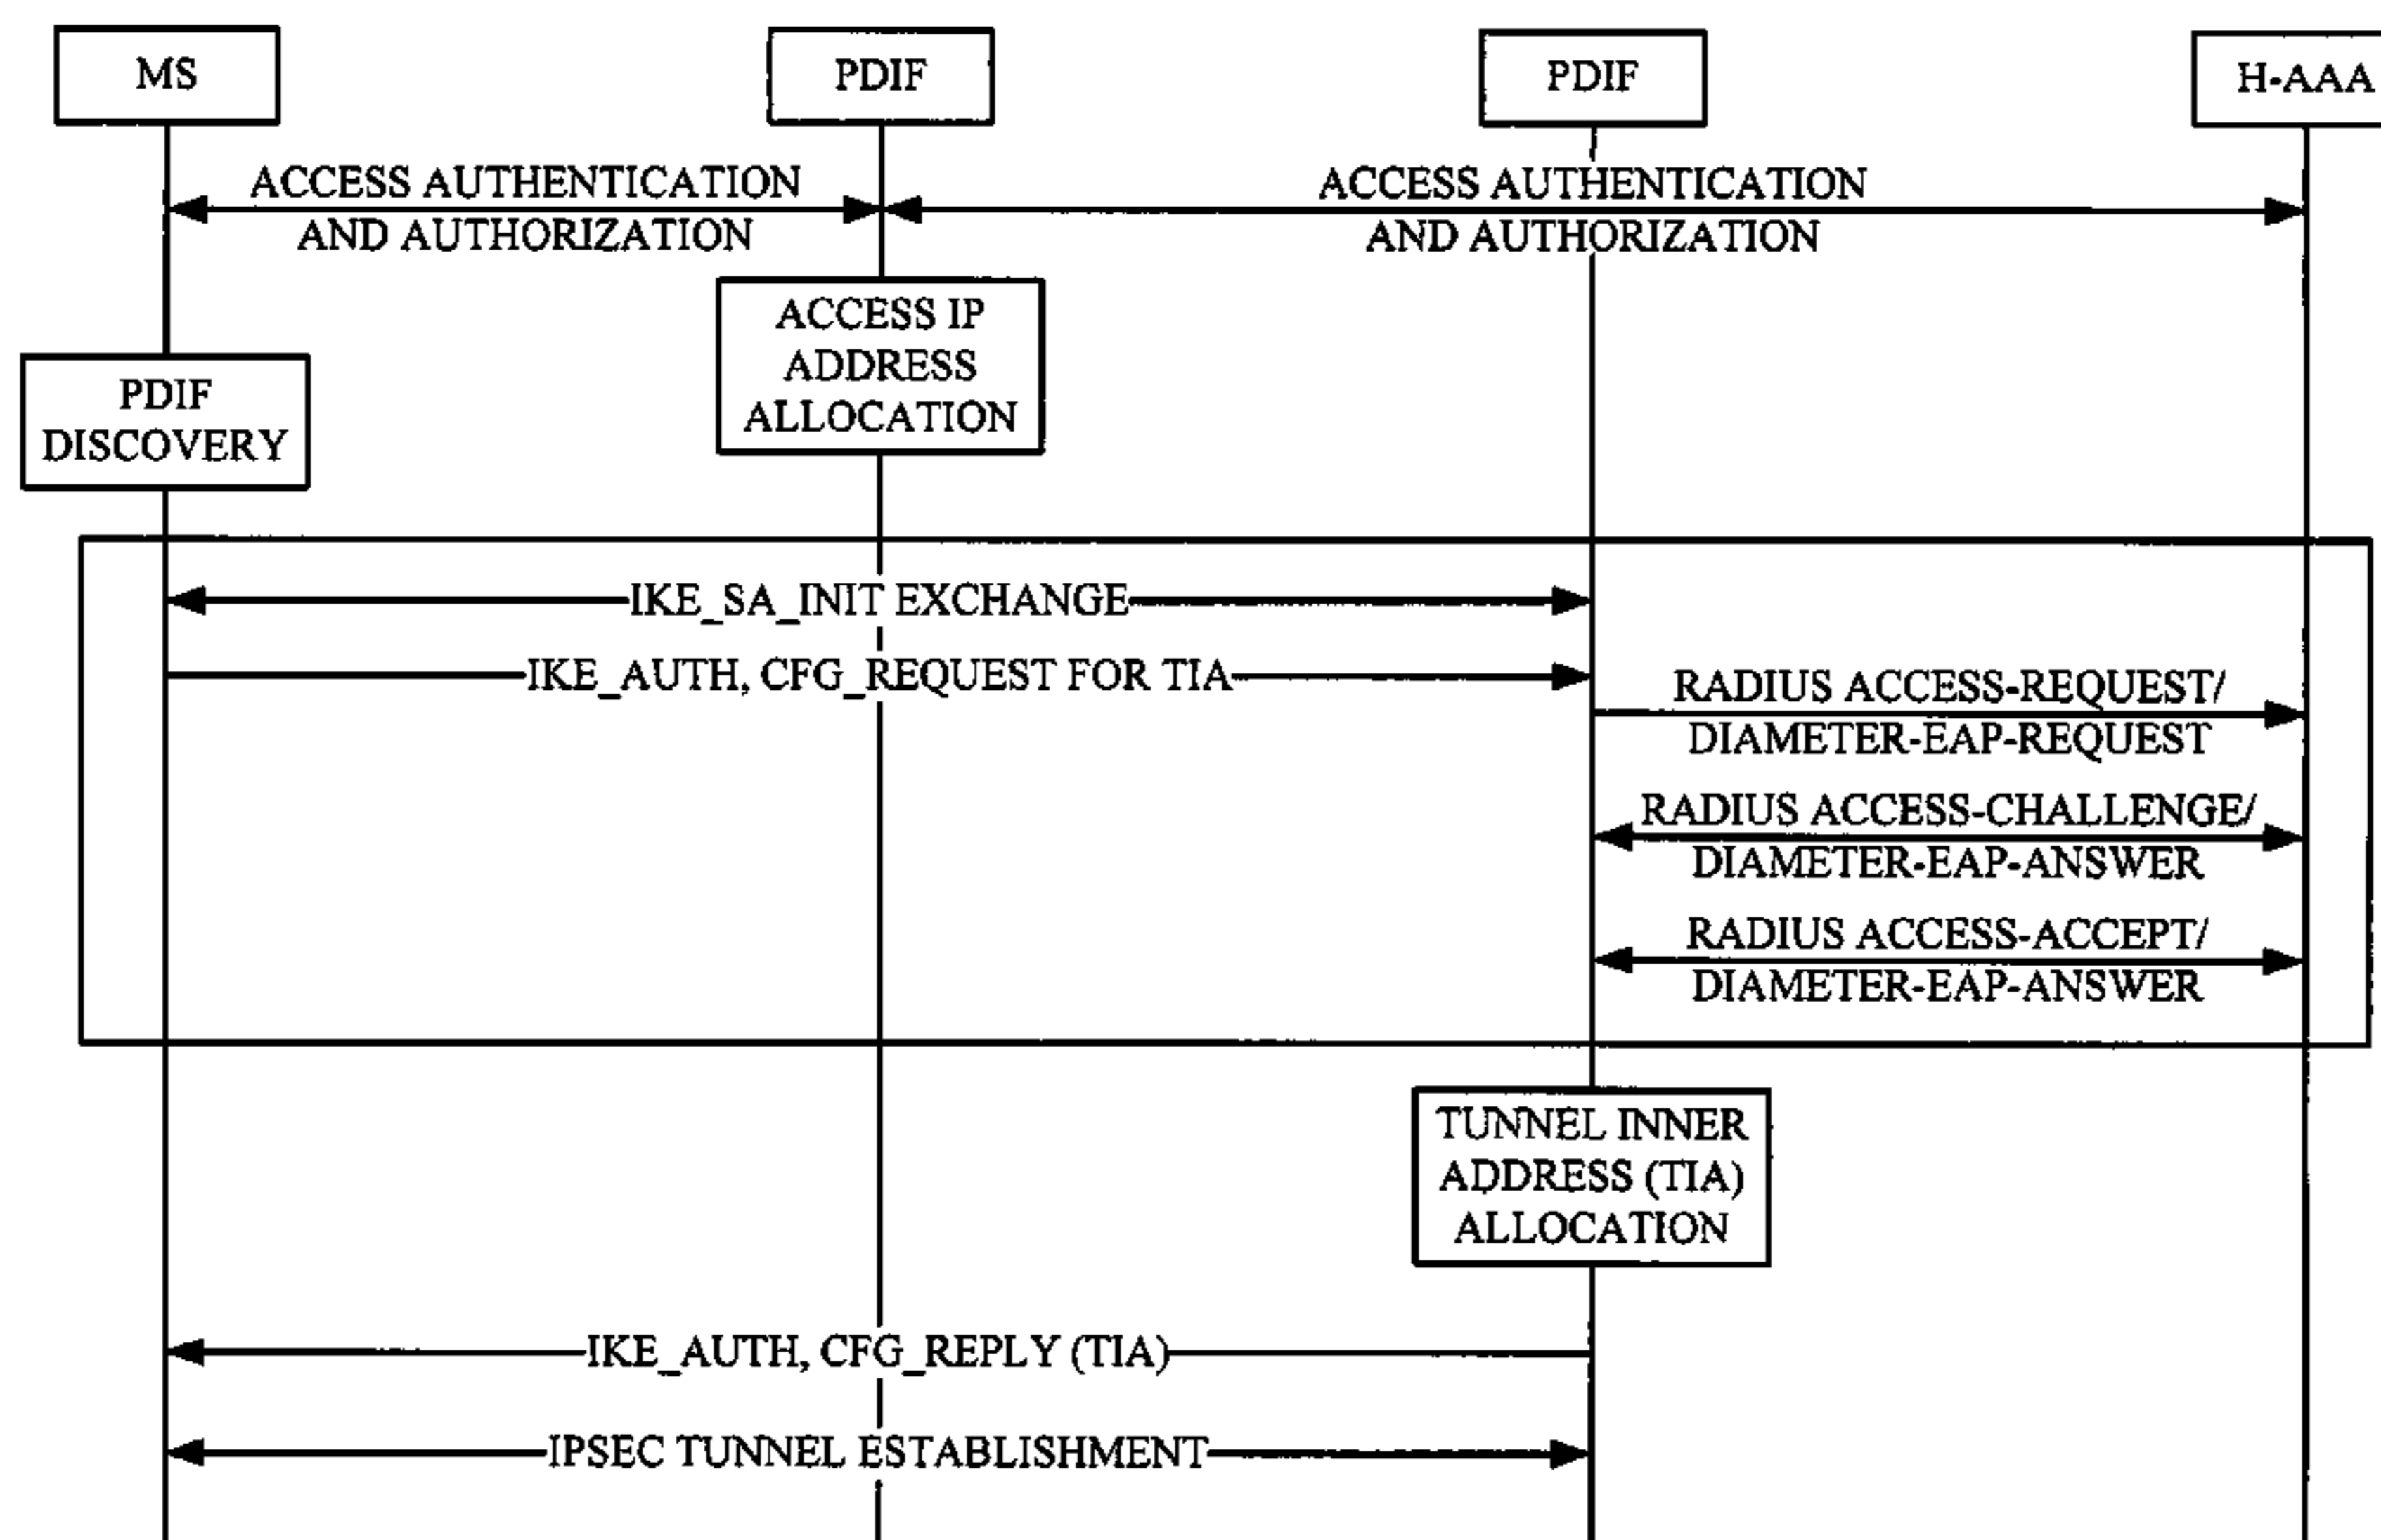 MS
PDIF
PDIF
H-AAA
ACCESS AUTHENTICATION
AND AUTHORIZATION
ACCESS AUTHENTICATION
AND AUTHORIZATION
ACCESS IP
ADDRESS
ALLOCATION
PDIF
DISCOVERY
IKE_SA_INIT EXCHANGE
IKE_AUTH, CFG_REQUEST FOR TIA
RADIUS ACCESS-REQUEST/
DIAMETER-EAP-REQUEST
RADIUS ACCESS-CHALLENGE/
DIAMETER-EAP-ANSWER
RADIUS ACCESS-ACCEPT/
DIAMETER-EAP-ANSWER
TUNNEL INNER
ADDRESS (TIA)
ALLOCATION
IKE_AUTH, CFG_REPLY (TIA)
IPSEC TUNNEL ESTABLISHMENT